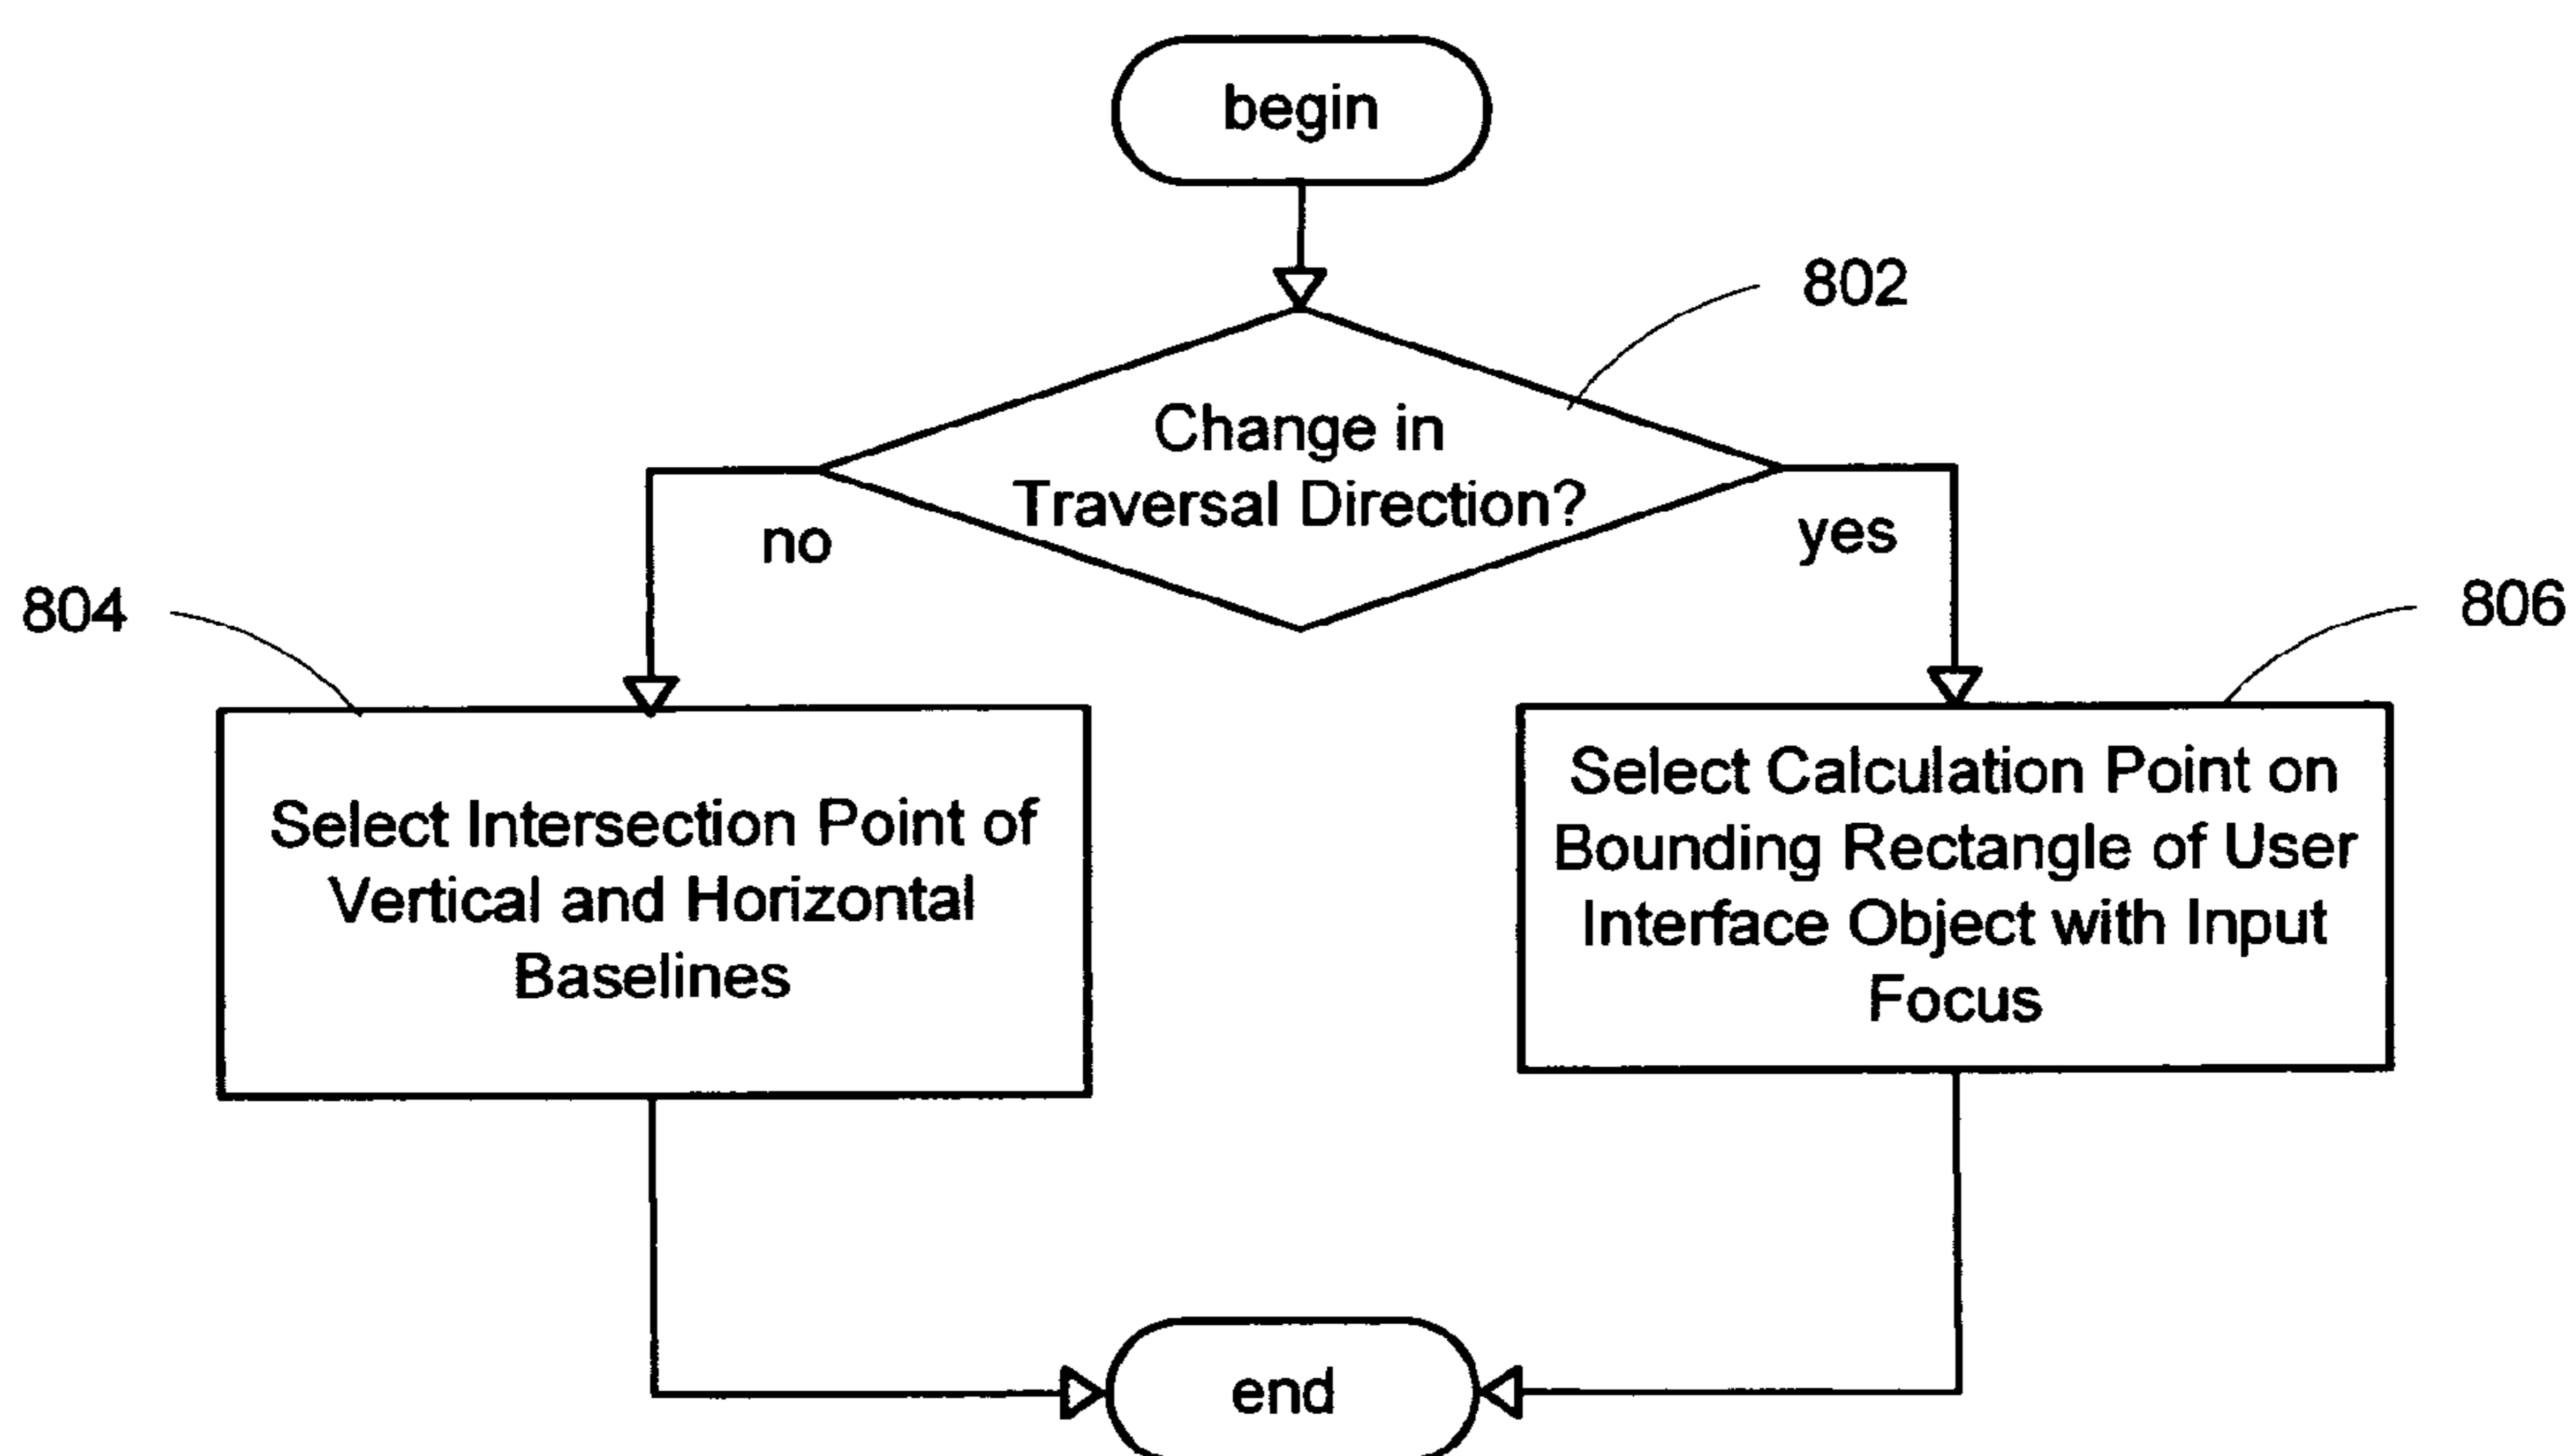 begin
802
Change in
Traversal Direction?
no
yes
804
806
Select Intersection Point of
Vertical and Horizontal
Baselines
Select Calculation Point on
Bounding Rectangle of User
Interface Object with Input
Focus
end